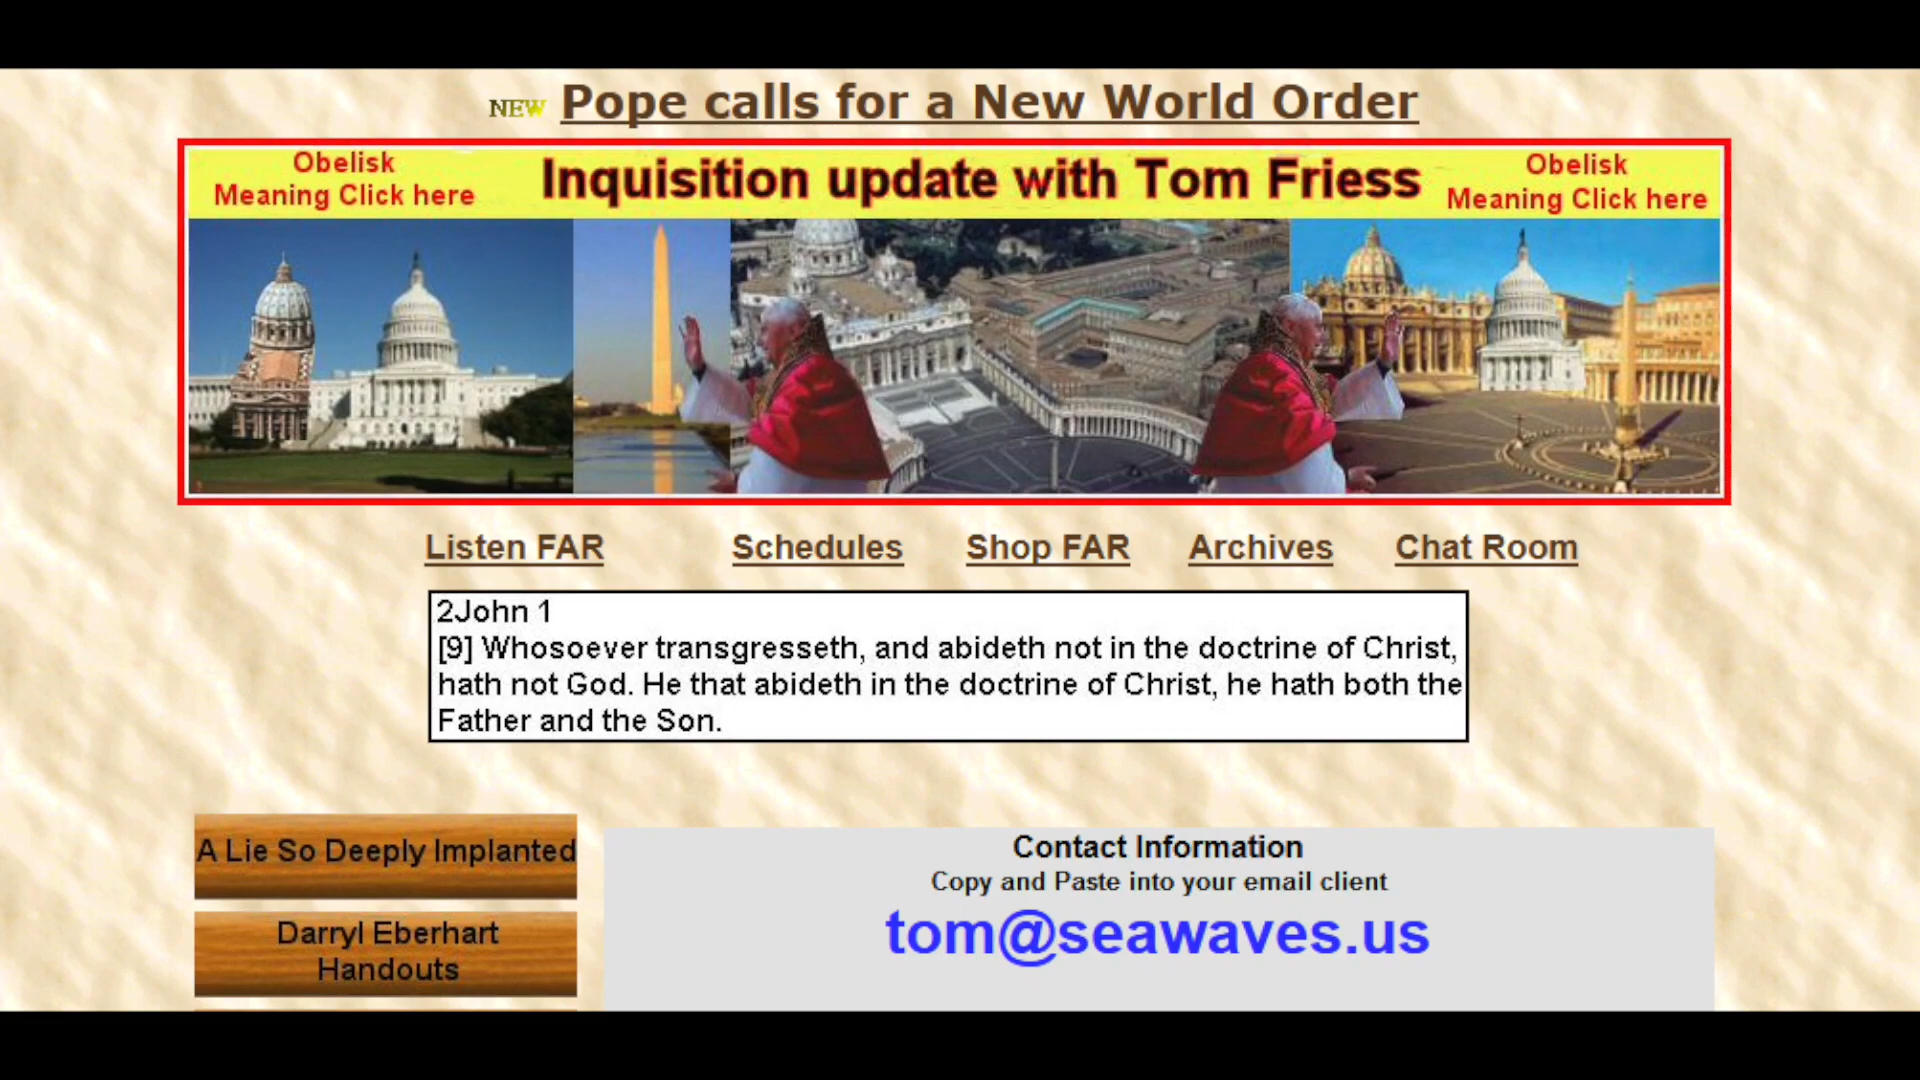 NEW Pope calls for a New World Order
Obelisk
Meaning Click here
Inquisition update with Tom Friess
Obelisk
Meaning Click here
Listen FAR Schedules Shop FAR Archives Chat Room
2John 1
[9] Whosoever transgresseth, and abideth not in the doctrine of Christ,
hath not God. He that abideth in the doctrine of Christ, he hath both the
Father and the Son.
A Lie So Deeply Implanted
Darryl Eberhart
Handouts
Contact Information
Copy and Paste into your email client
tom@seawaves.us